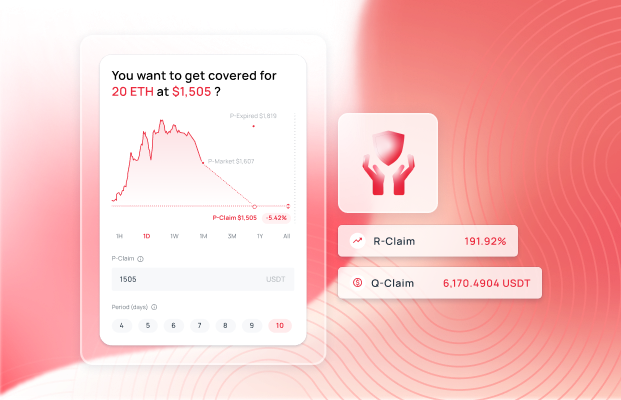 You want to get covered for
20 ETH at $1,505 ?
P-Expired $1,819
P-Market $1,607
P-Claim $1,505 -5.42%
1H 1D 1W 1M 3M 1Y All
P-Claim
1505 USDT
Period (days)
4 5 6 7 8 9 10
R-Claim 191.92%
Q-Claim 6,170.4904 USDT